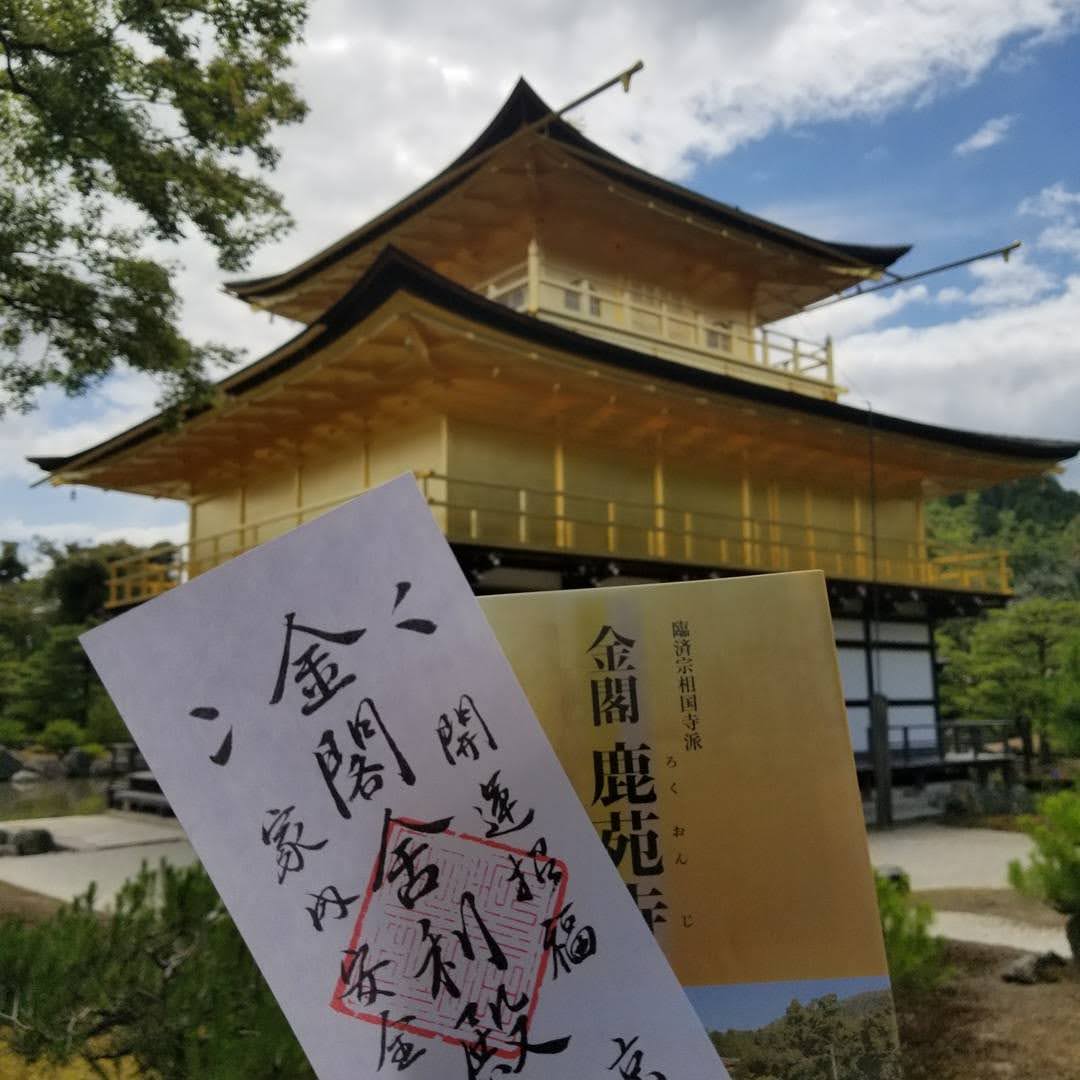 開運招福
金閣舎利殿
家内安全
京
臨済宗相国寺派
金閣 鹿苑寺
ろくおんじ